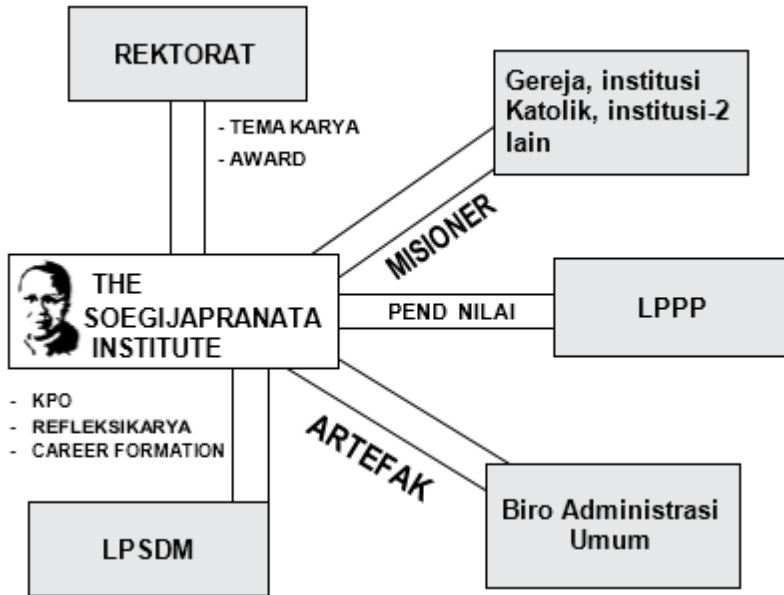 REKTORAT
- TEMA KARYA
- AWARD
Gereja, institusi
Katolik, institusi-2
lain
MISIONER
THE
SOEGIJAPRANATA
INSTITUTE
PEND NILAI
LPPP
- KPO
- REFLEKSIKARYA
- CAREER FORMATION
ARTEFAK
LPSDM
Biro Administrasi
Umum